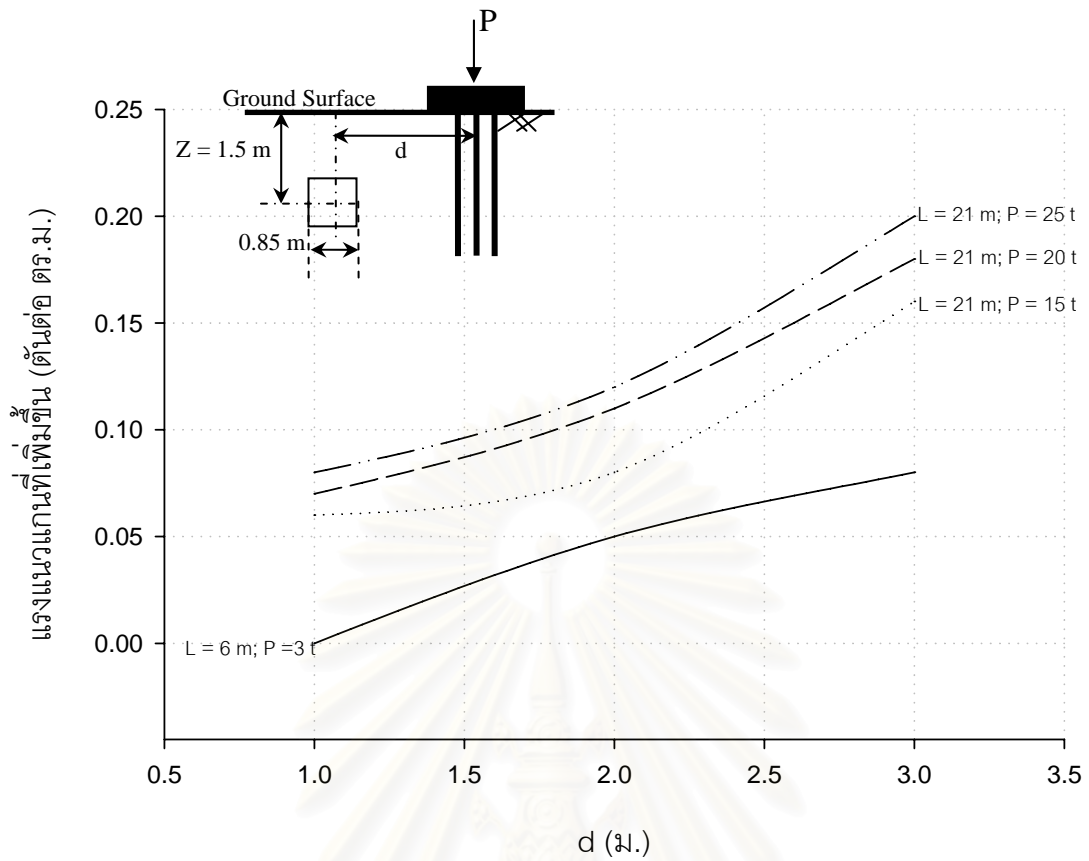 P
Ground Surface
Z = 1.5 m
d
0.85 m
แรงแนวแกนที่เพิ่มขึ้น (ตันต่อ ตร.ม.)
0.25
0.20
0.15
0.10
0.05
0.00
L = 21 m; P = 25 t
L = 21 m; P = 20 t
L = 21 m; P = 15 t
L = 6 m; P =3 t
0.5 1.0 1.5 2.0 2.5 3.0 3.5
d (ม.)